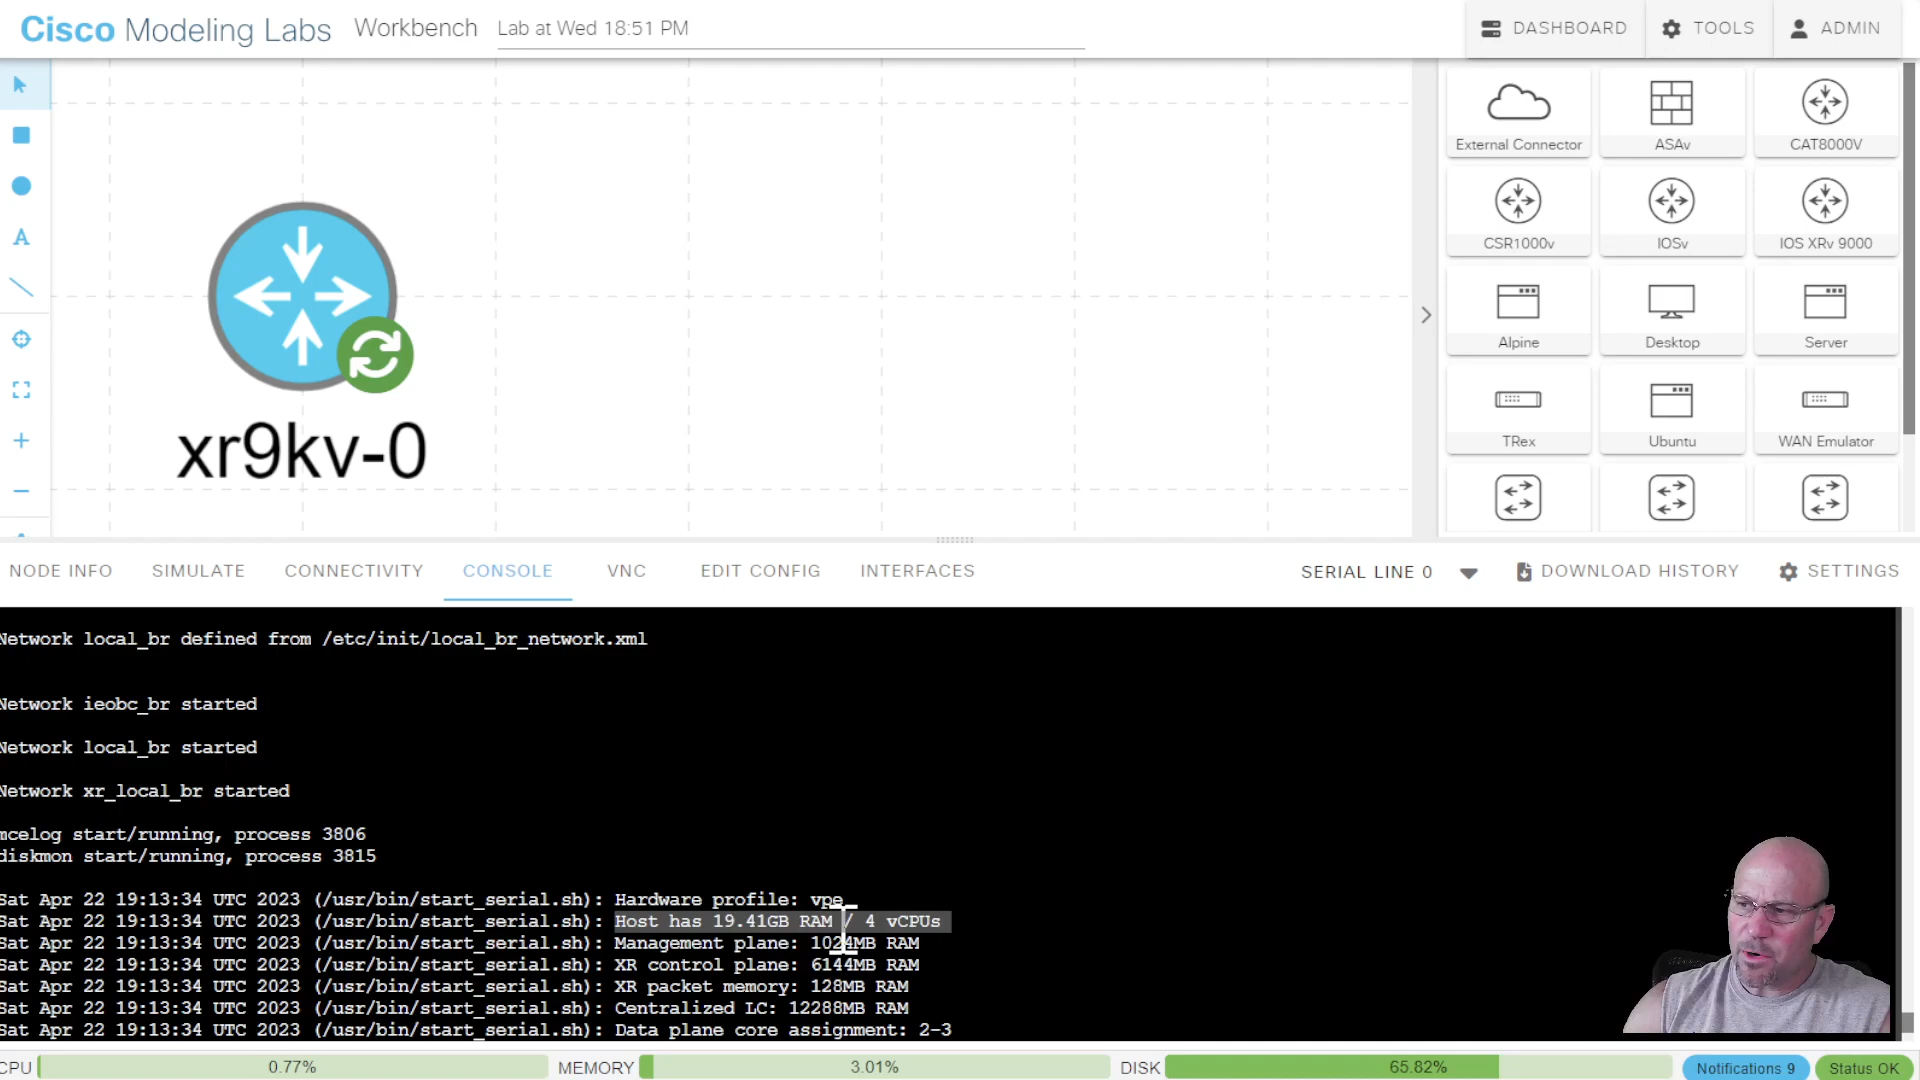 Cisco Modeling Labs Workbench Lab at Wed 18:51 PM DASHBOARD TOOLS ADMIN
External Connector ASAv CAT8000V
CSR1000v IOSv IOS XRv 9000
Alpine Desktop Server
TRex Ubuntu WAN Emulator
A
xr9kv-0
NODE INFO SIMULATE CONNECTIVITY CONSOLE VNC EDIT CONFIG INTERFACES SERIAL LINE 0 DOWNLOAD HISTORY SETTINGS
Network local_br defined from /etc/init/local_br_network.xml
Network ieobc_br started
Network local_br started
Network xr_local_br started
mcelog start/running, process 3806
diskmon start/running, process 3815
Sat Apr 22 19:13:34 UTC 2023 (/usr/bin/start_serial.sh): Hardware profile: vpe
Sat Apr 22 19:13:34 UTC 2023 (/usr/bin/start_serial.sh): Host has 19.41GB RAM / 4 vCPUs
Sat Apr 22 19:13:34 UTC 2023 (/usr/bin/start_serial.sh): Management plane: 1024MB RAM
Sat Apr 22 19:13:34 UTC 2023 (/usr/bin/start_serial.sh): XR control plane: 6144MB RAM
Sat Apr 22 19:13:34 UTC 2023 (/usr/bin/start_serial.sh): XR packet memory: 128MB RAM
Sat Apr 22 19:13:34 UTC 2023 (/usr/bin/start_serial.sh): Centralized LC: 12288MB RAM
Sat Apr 22 19:13:34 UTC 2023 (/usr/bin/start_serial.sh): Data plane core assignment: 2-3
CPU 0.77% MEMORY 3.01% DISK 65.82% Notifications 9 Status OK